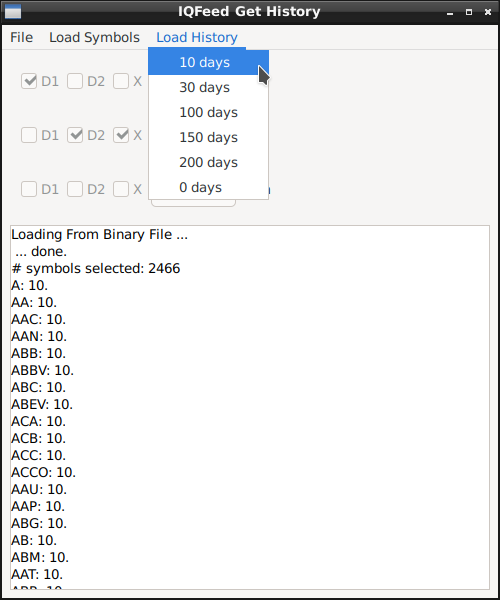 IQFeed Get History
File Load Symbols Load History
10 days
30 days
100 days
150 days
200 days
0 days
D1 D2 X
D1 D2 X
D1 D2 X
Loading From Binary File ...
... done.
# symbols selected: 2466
A: 10.
AA: 10.
AAC: 10.
AAN: 10.
ABB: 10.
ABBV: 10.
ABC: 10.
ABEV: 10.
ACA: 10.
ACB: 10.
ACC: 10.
ACCO: 10.
AAU: 10.
AAP: 10.
ABG: 10.
AB: 10.
ABM: 10.
AAT: 10.